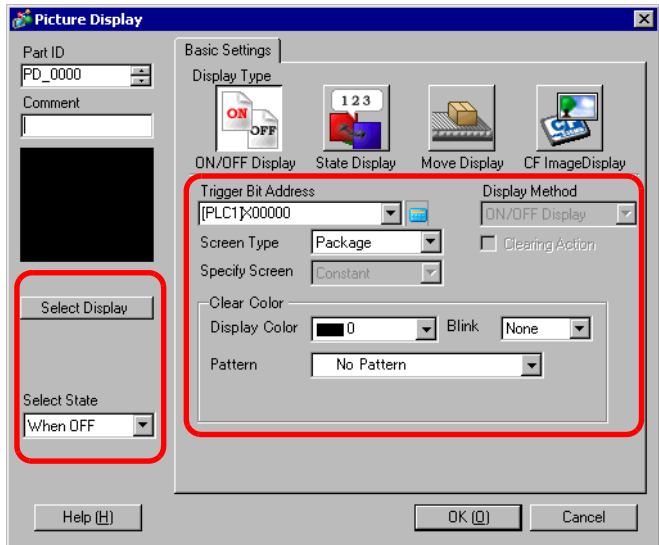 Picture Display
Part ID
PD_0000
Comment
Select Display
Select State
When OFF
Basic Settings
Display Type
ON
OFF
1 2 3
CF
ON/OFF Display State Display Move Display CF ImageDisplay
Trigger Bit Address Display Method
[PLC1]X00000 ON/OFF Display
Screen Type Package Clearing Action
Specify Screen Constant
Clear Color
Display Color 0 Blink None
Pattern No Pattern
Help (H) OK (O) Cancel